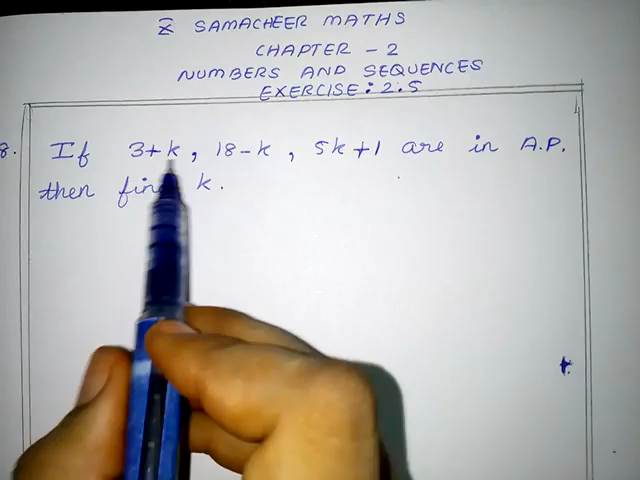 X SAMACHEER MATHS
CHAPTER - 2
NUMBERS AND SEQUENCES
EXERCISE: 2.5
8. If 3+k, 18-k, 5k+1 are in A.P.
then find k.